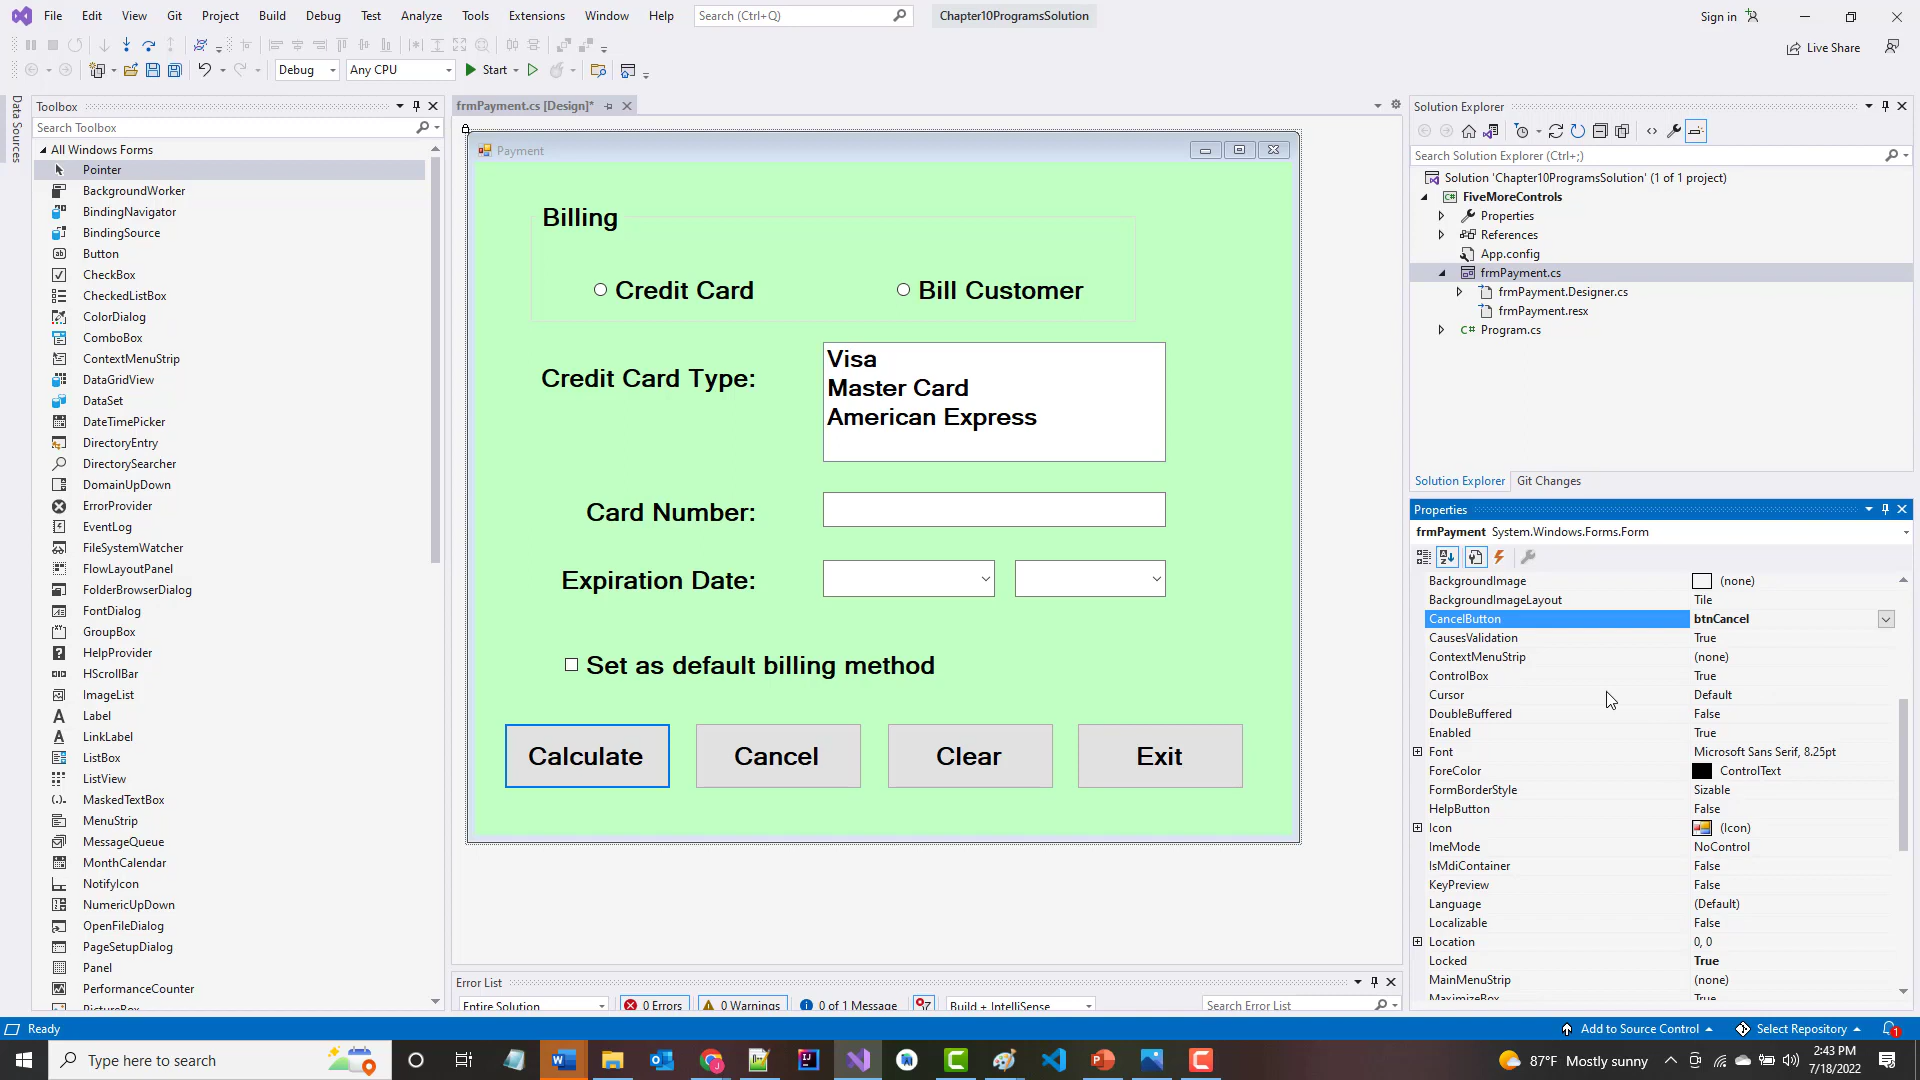 File Edit View Git Project Build Debug Test Analyze Tools Extensions Window Help Search (Ctrl+Q) Chapter10ProgramsSolution Sign in
Live Share
Debug Any CPU Start
Data Sources
Toolbox
Search Toolbox
All Windows Forms
Pointer
BackgroundWorker
BindingNavigator
BindingSource
Button
CheckBox
CheckedListBox
ColorDialog
ComboBox
ContextMenuStrip
DataGridView
DataSet
DateTimePicker
DirectoryEntry
DirectorySearcher
DomainUpDown
ErrorProvider
EventLog
FileSystemWatcher
FlowLayoutPanel
FolderBrowserDialog
FontDialog
GroupBox
HelpProvider
HScrollBar
ImageList
Label
LinkLabel
ListBox
ListView
MaskedTextBox
MenuStrip
MessageQueue
MonthCalendar
NotifyIcon
NumericUpDown
OpenFileDialog
PageSetupDialog
Panel
PerformanceCounter
PictureBox
frmPayment.cs [Design]*
Payment
Billing
Credit Card Bill Customer
Credit Card Type:
Visa
Master Card
American Express
Card Number:
Expiration Date:
Set as default billing method
Calculate Cancel Clear Exit
Error List
Entire Solution 0 Errors 0 Warnings 0 of 1 Message Build + IntelliSense Search Error List
Solution Explorer
Search Solution Explorer (Ctrl+;)
Solution 'Chapter10ProgramsSolution' (1 of 1 project)
FiveMoreControls
Properties
References
App.config
frmPayment.cs
frmPayment.Designer.cs
frmPayment.resx
C# Program.cs
Solution Explorer Git Changes
Properties
frmPayment System.Windows.Forms.Form
BackgroundImage (none)
BackgroundImageLayout Tile
CancelButton btnCancel
CausesValidation True
ContextMenuStrip (none)
ControlBox True
Cursor Default
DoubleBuffered False
Enabled True
Font Microsoft Sans Serif, 8.25pt
ForeColor ControlText
FormBorderStyle Sizable
HelpButton False
Icon (Icon)
ImeMode NoControl
IsMdiContainer False
KeyPreview False
Language (Default)
Localizable False
Location 0, 0
Locked True
MainMenuStrip (none)
MaximizeBox True
Ready Add to Source Control Select Repository 1
Type here to search 87°F Mostly sunny 2:43 PM
7/18/2022